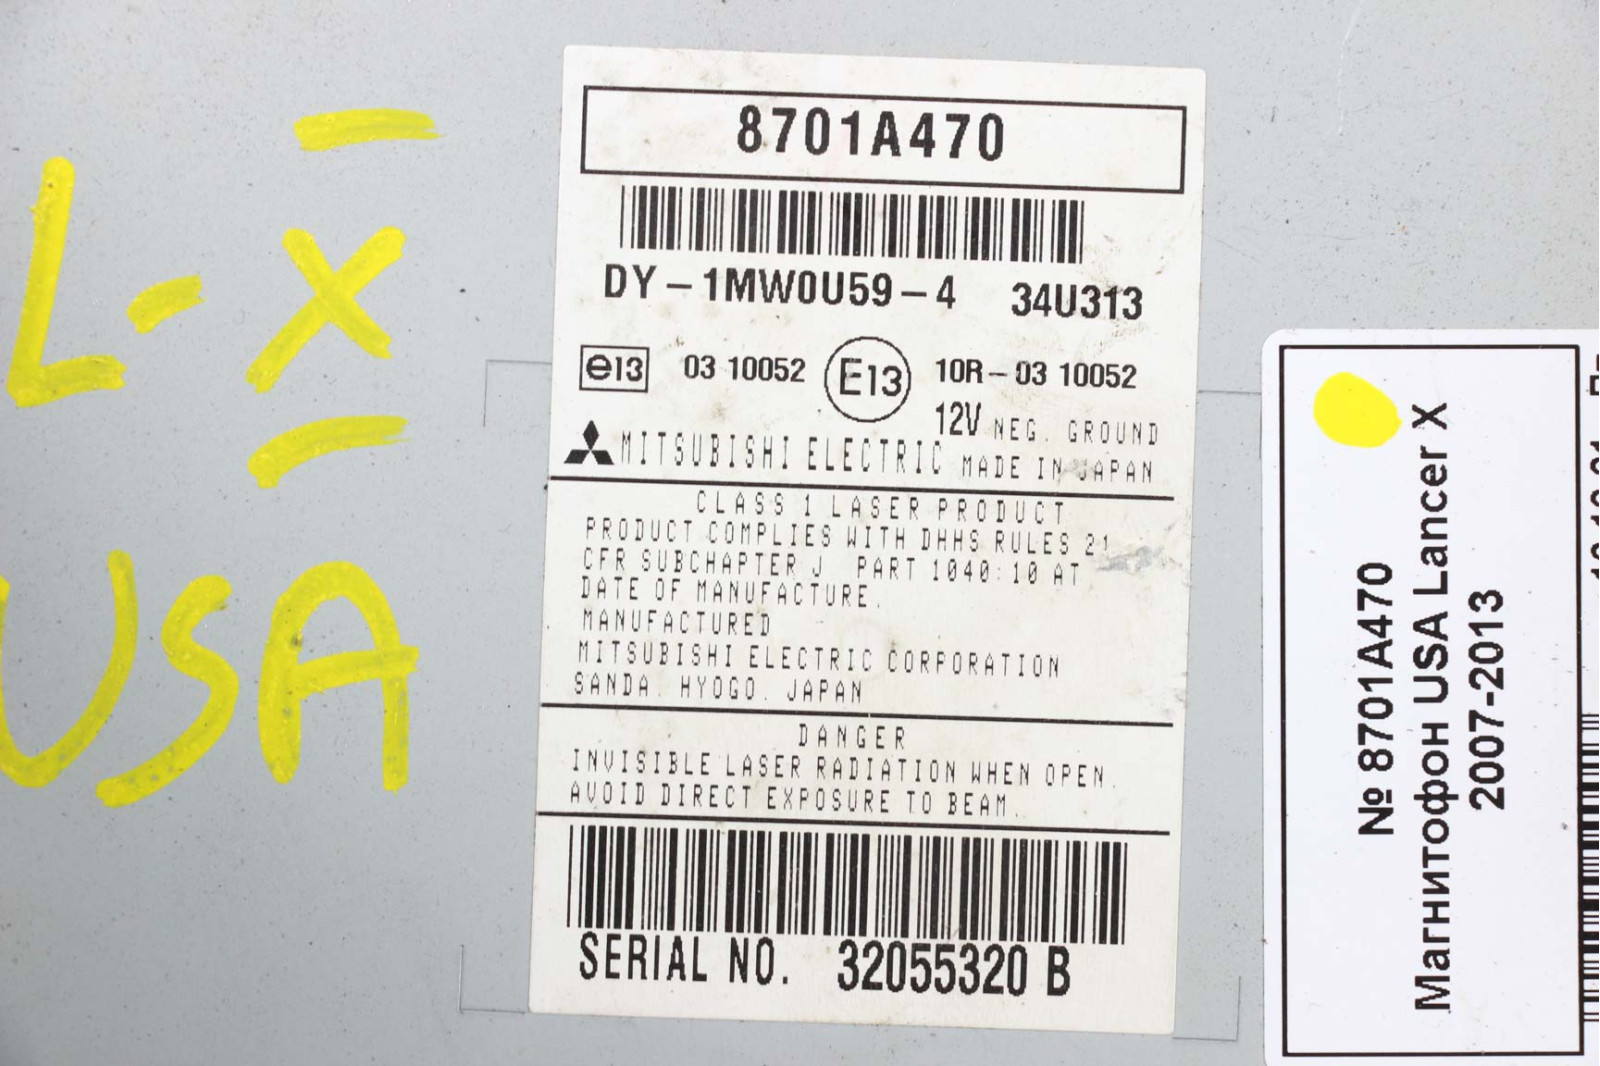 L-X
USA
8701A470
DY-1MW0U59-4 34U313
e13 03 10052 E13 10R-03 10052
12V NEG. GROUND
MITSUBISHI ELECTRIC MADE IN JAPAN
CLASS 1 LASER PRODUCT
PRODUCT COMPLIES WITH DHHS RULES 21
CFR SUBCHAPTER J PART 1040:10 AT
DATE OF MANUFACTURE.
MANUFACTURED
MITSUBISHI ELECTRIC CORPORATION
SANDA. HYOGO. JAPAN
DANGER
INVISIBLE LASER RADIATION WHEN OPEN.
AVOID DIRECT EXPOSURE TO BEAM.
SERIAL NO. 32055320 B
№ 8701A470
Магнитофон USA Lancer X
2007-2013